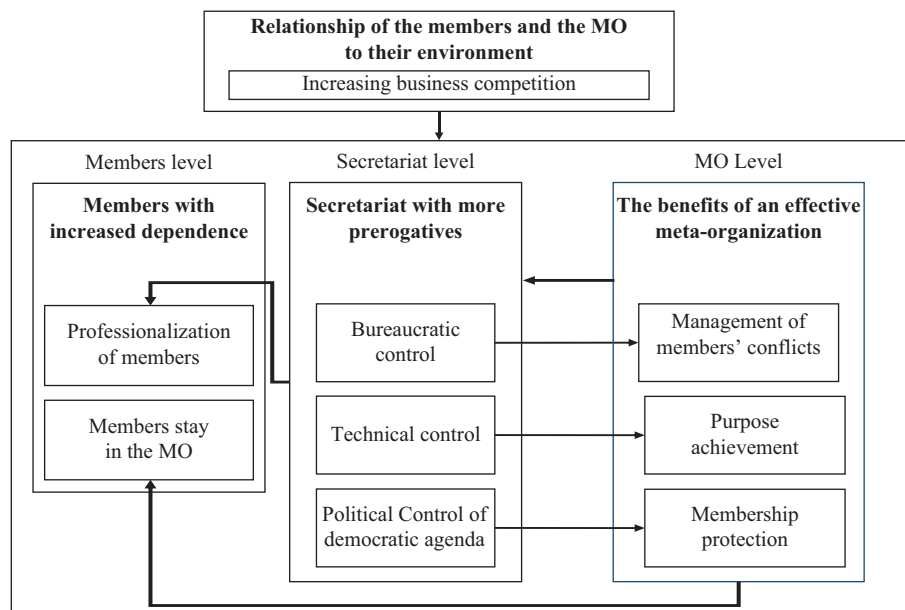 Relationship of the members and the MO
to their environment
Increasing business competition
Members level
Secretariat level
MO Level
Members with
increased dependence
Professionalization
of members
Members stay
in the MO
Secretariat with more
prerogatives
Bureaucratic
control
Technical control
Political Control of
democratic agenda
The benefits of an effective
meta-organization
Management of
members’ conflicts
Purpose
achievement
Membership
protection